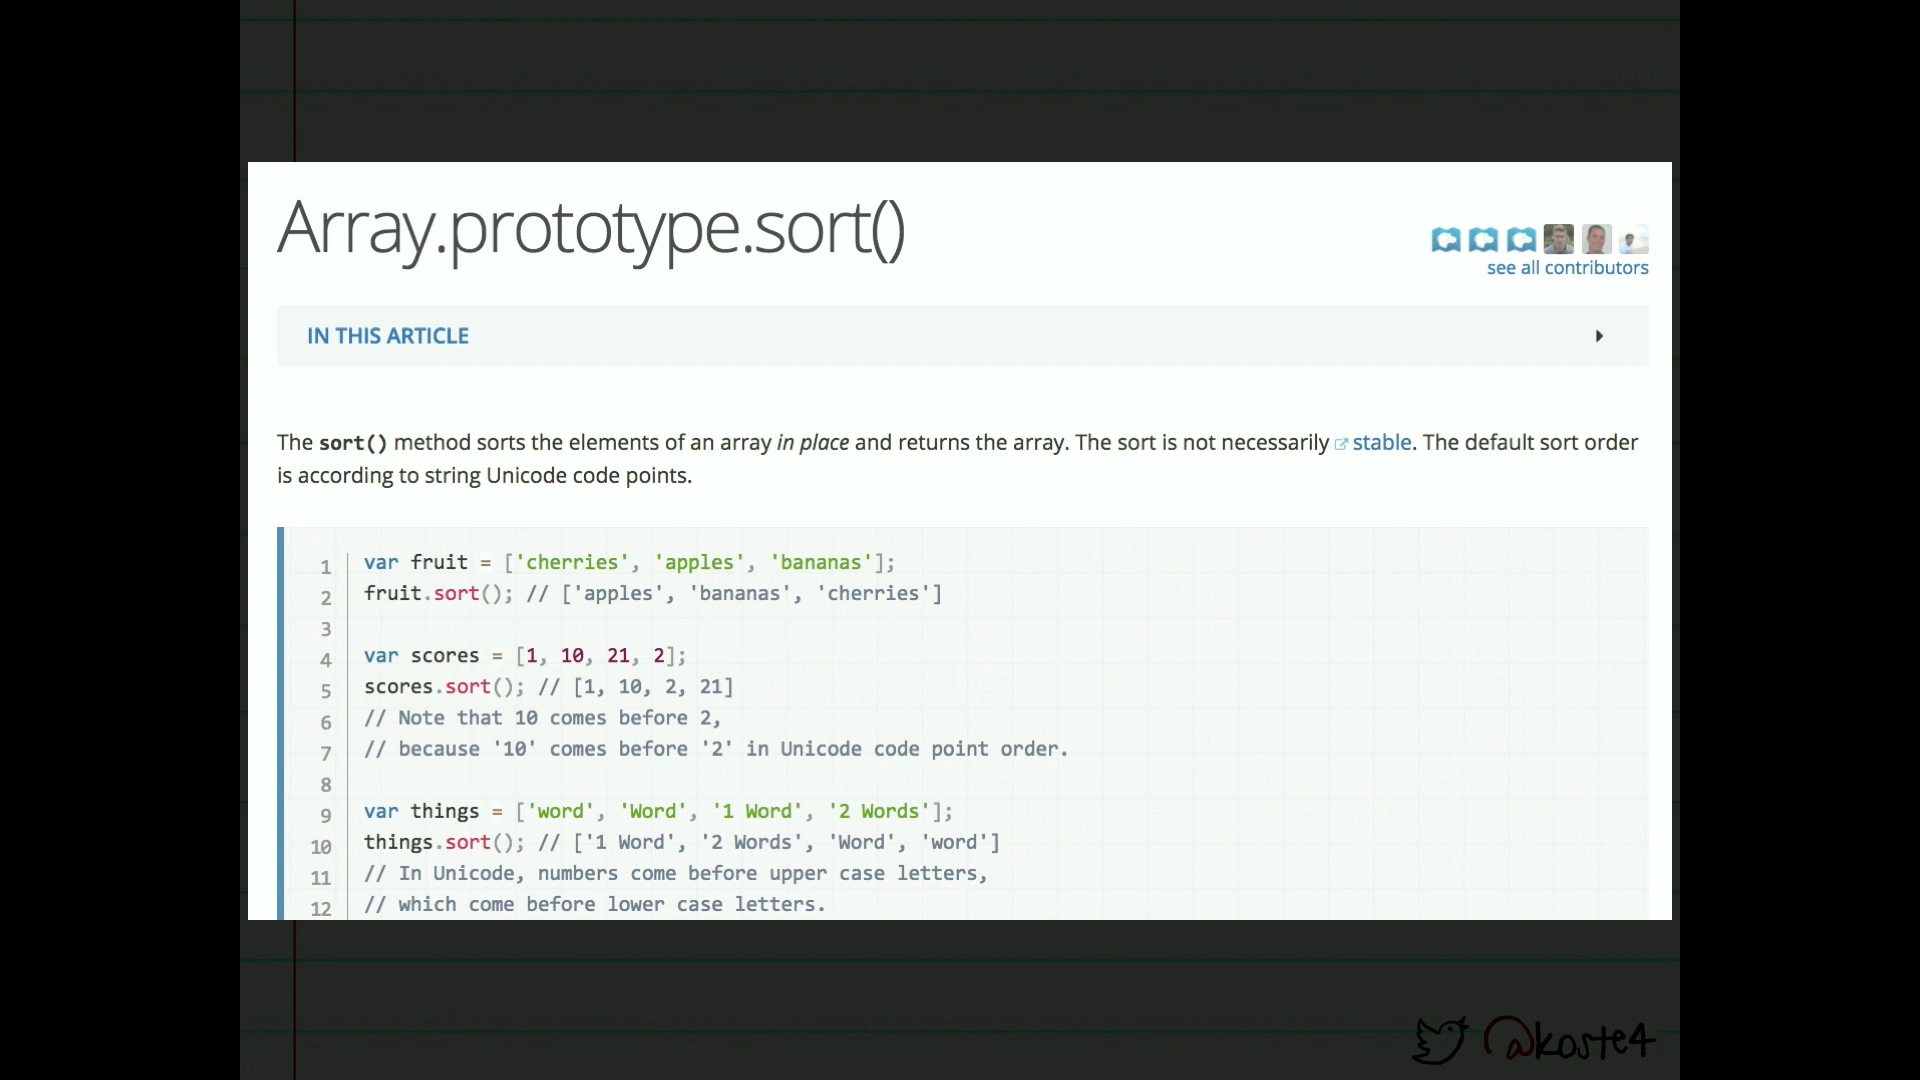 Array.prototype.sort()
see all contributors
IN THIS ARTICLE
The sort() method sorts the elements of an array in place and returns the array. The sort is not necessarily stable. The default sort order
is according to string Unicode code points.
1 var fruit = ['cherries', 'apples', 'bananas'];
2 fruit.sort(); // ['apples', 'bananas', 'cherries']
3
4 var scores = [1, 10, 21, 2];
5 scores.sort(); // [1, 10, 2, 21]
6 // Note that 10 comes before 2,
7 // because '10' comes before '2' in Unicode code point order.
8
9 var things = ['word', 'Word', '1 Word', '2 Words'];
10 things.sort(); // ['1 Word', '2 Words', 'Word', 'word']
11 // In Unicode, numbers come before upper case letters,
12 // which come before lower case letters.
@koste4